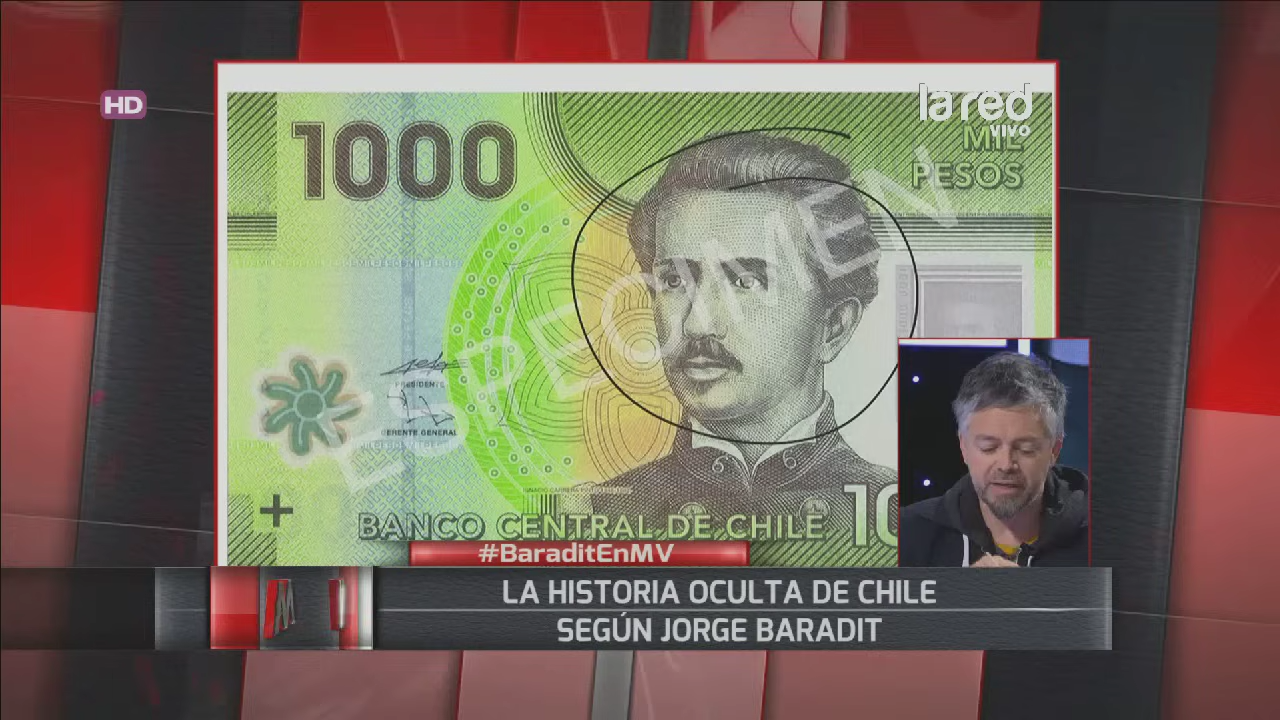 HD
la red
VIVO
1000
MIL
PESOS
ESPECIMEN
PRESIDENTE
GERENTE GENERAL
BANCO CENTRAL DE CHILE
10
#BaraditEnMV
LA HISTORIA OCULTA DE CHILE
SEGÚN JORGE BARADIT